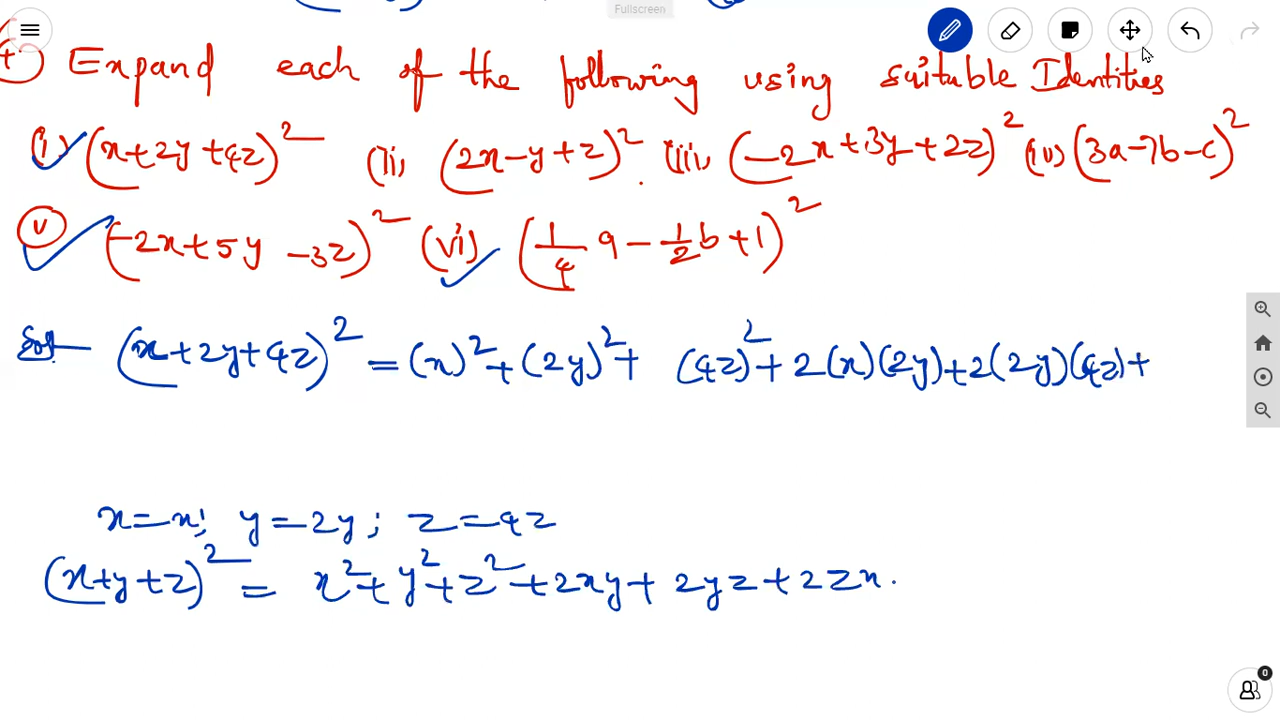 Fullscreen
Expand each of the following using suitable Identities
(i) (x+2y+4z)² (ii) (2x-y+z)² (iii) (-2x+3y+2z)² (iv) (3a-7b-c)²
(v) (-2x+5y-3z)² (vi) (1/4 a - 1/2 b + 1)²
Sol (x+2y+4z)² = (x)² + (2y)² + (4z)² + 2(x)(2y) + 2(2y)(4z) +
x = x; y = 2y; z = 4z
(x+y+z)² = x² + y² + z² + 2xy + 2yz + 2zx.
0